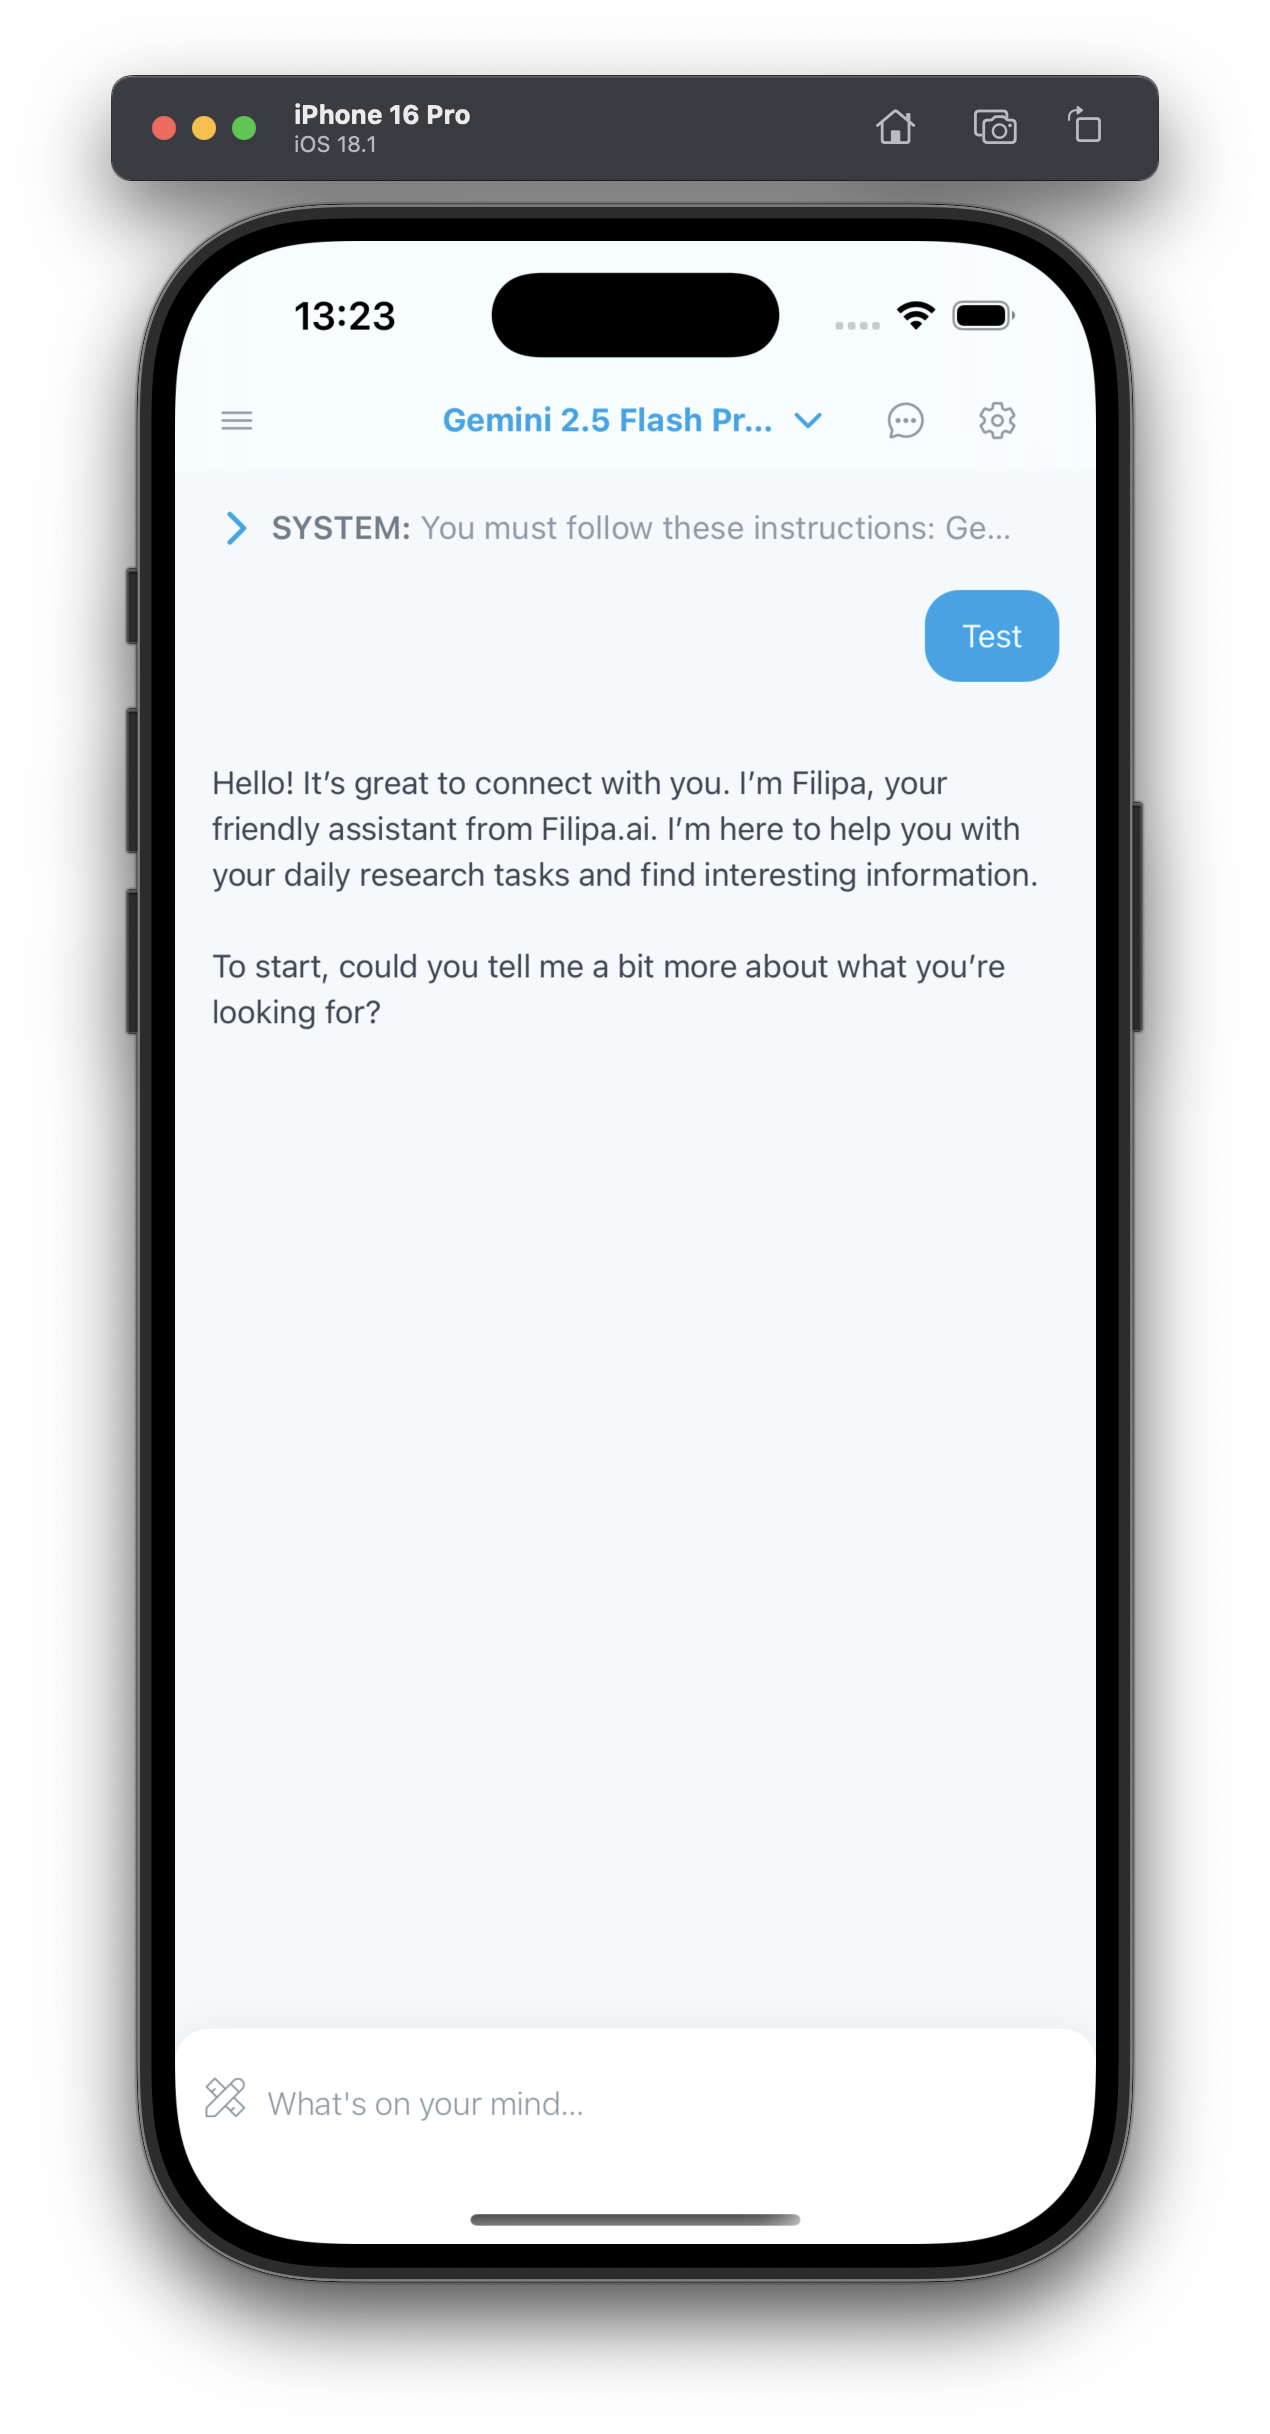 iPhone 16 Pro
iOS 18.1
13:23
Gemini 2.5 Flash Pr...
SYSTEM: You must follow these instructions: Ge...
Test
Hello! It’s great to connect with you. I’m Filipa, your
friendly assistant from Filipa.ai. I’m here to help you with
your daily research tasks and find interesting information.
To start, could you tell me a bit more about what you’re
looking for?
What's on your mind...